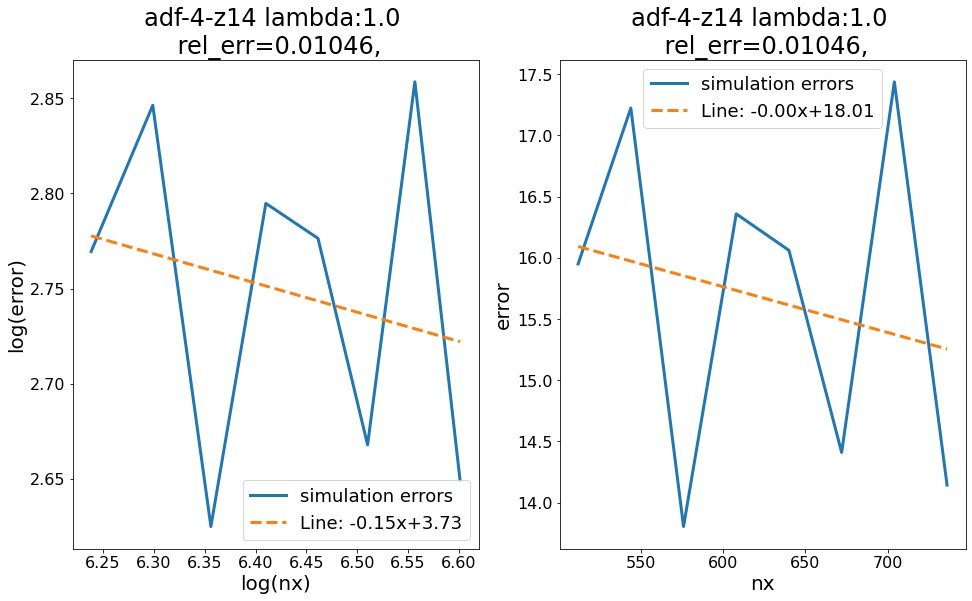 adf-4-z14 lambda:1.0
rel_err=0.01046,
log(error)
2.85
2.80
2.75
2.70
2.65
simulation errors
Line: -0.15x+3.73
6.25 6.30 6.35 6.40 6.45 6.50 6.55 6.60
log(nx)
adf-4-z14 lambda:1.0
rel_err=0.01046,
error
17.5
17.0
16.5
16.0
15.5
15.0
14.5
14.0
simulation errors
Line: -0.00x+18.01
550 600 650 700
nx